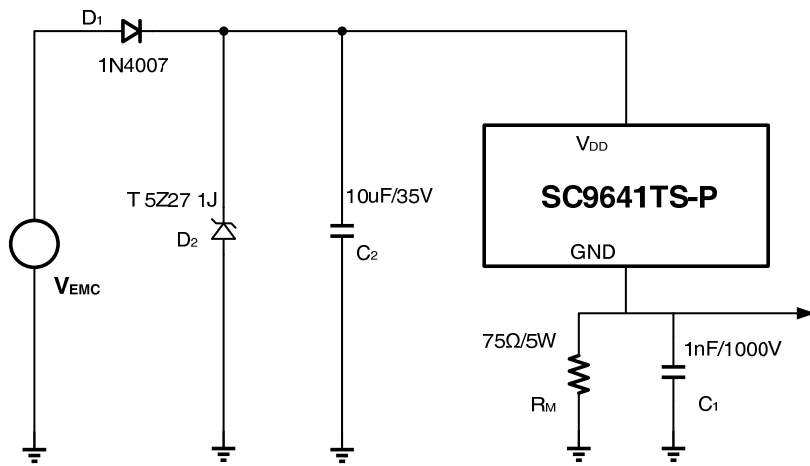 D1
1N4007
VDD
SC9641TS-P
GND
T 5Z27 1J
D2
10uF/35V
C2
VEMC
75Ω/5W
RM
1nF/1000V
C1